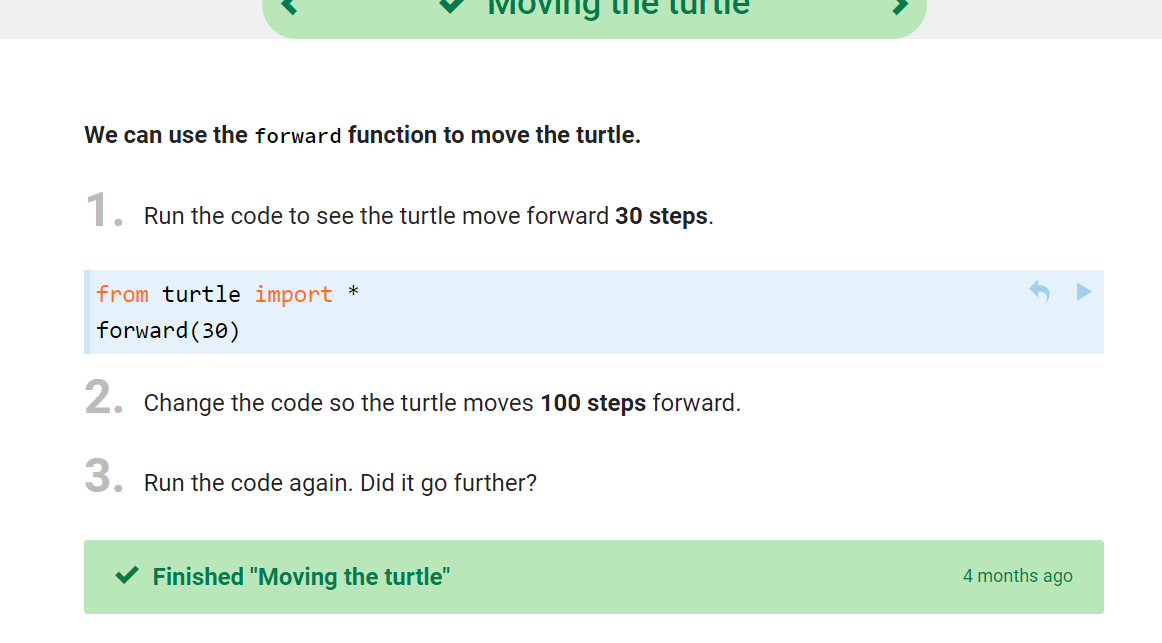 Moving the turtle
We can use the forward function to move the turtle.
1. Run the code to see the turtle move forward 30 steps.
from turtle import *
forward(30)
2. Change the code so the turtle moves 100 steps forward.
3. Run the code again. Did it go further?
Finished "Moving the turtle" 4 months ago